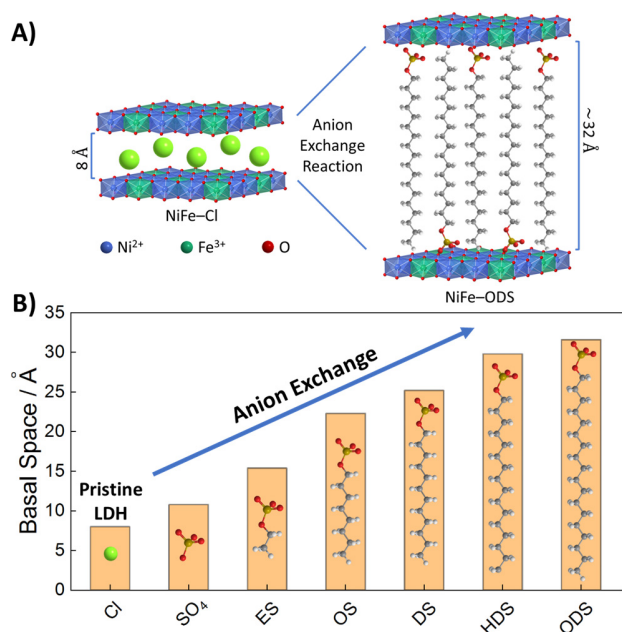 A)
8 Å
NiFe–Cl
Anion
Exchange
Reaction
~32 Å
NiFe–ODS
Ni²⁺
Fe³⁺
O
B)
Basal Space / Å
35
30
25
20
15
10
5
0
Anion Exchange
Pristine
LDH
Cl
SO₄
ES
OS
DS
HDS
ODS